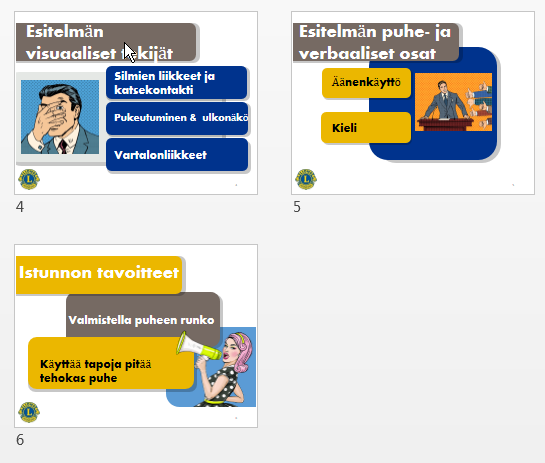 Esitelmän
visuaaliset tekijät
Silmien liikkeet ja
katsekontakti
Pukeutuminen & ulkonäkö
Vartalonliikkeet
4
Esitelmän puhe- ja
verbaaliset osat
Äänenkäyttö
Kieli
5
Istunnon tavoitteet
Valmistella puheen runko
Käyttää tapoja pitää
tehokas puhe
6